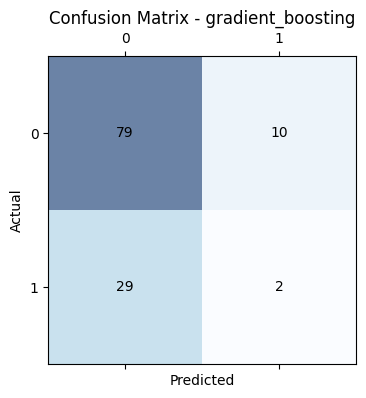 Confusion Matrix - gradient_boosting
0 1
0 79 10
Actual
1 29 2
Predicted